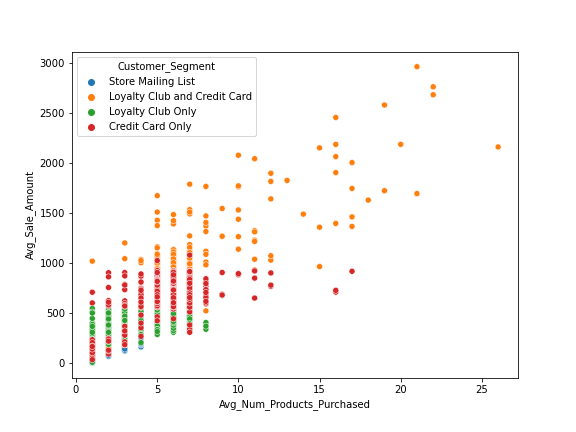 Customer_Segment
Store Mailing List
Loyalty Club and Credit Card
Loyalty Club Only
Credit Card Only
3000
2500
2000
1500
1000
500
0
Avg_Sale_Amount
0 5 10 15 20 25
Avg_Num_Products_Purchased